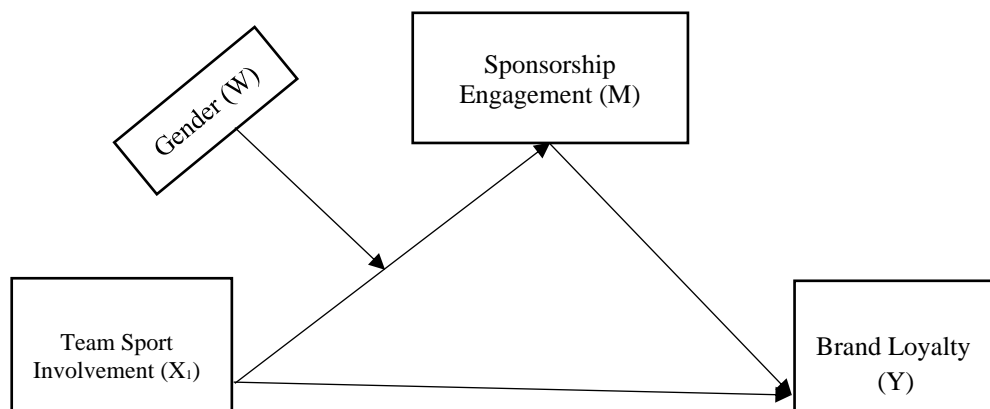 Sponsorship
Engagement (M)
Gender (W)
Team Sport
Involvement (X₁)
Brand Loyalty
(Y)